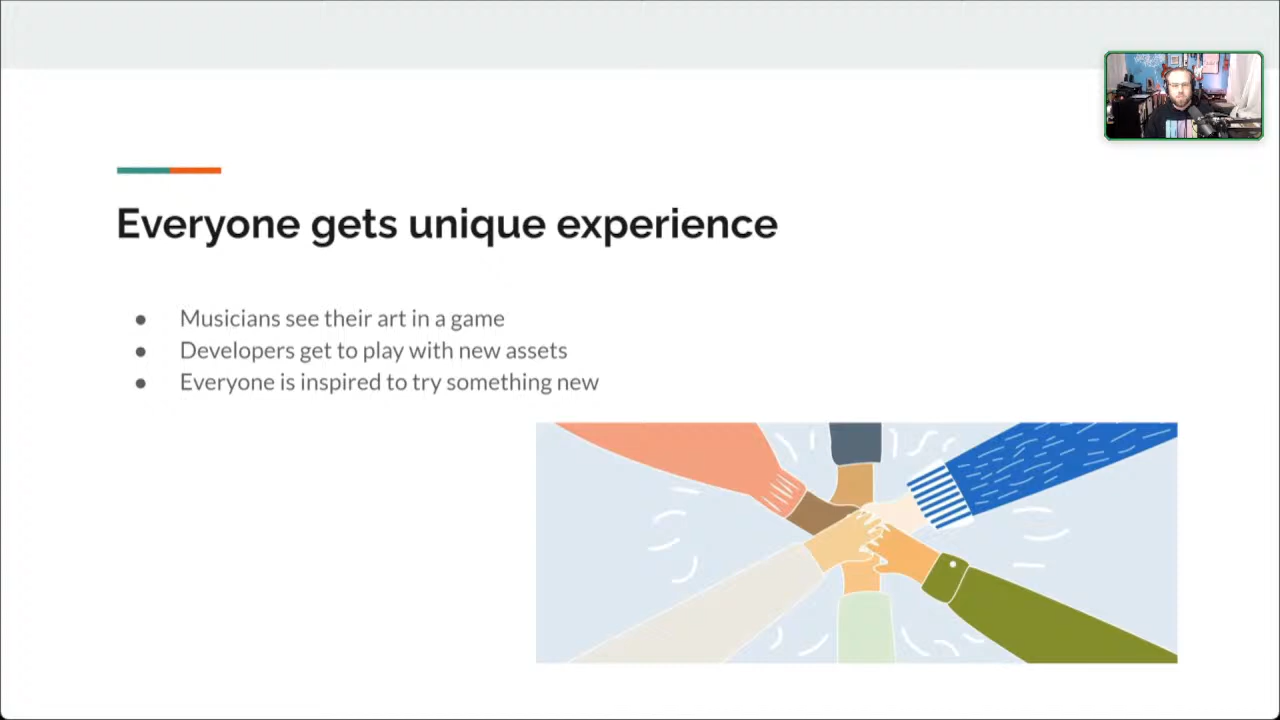 Everyone gets unique experience
Musicians see their art in a game
Developers get to play with new assets
Everyone is inspired to try something new